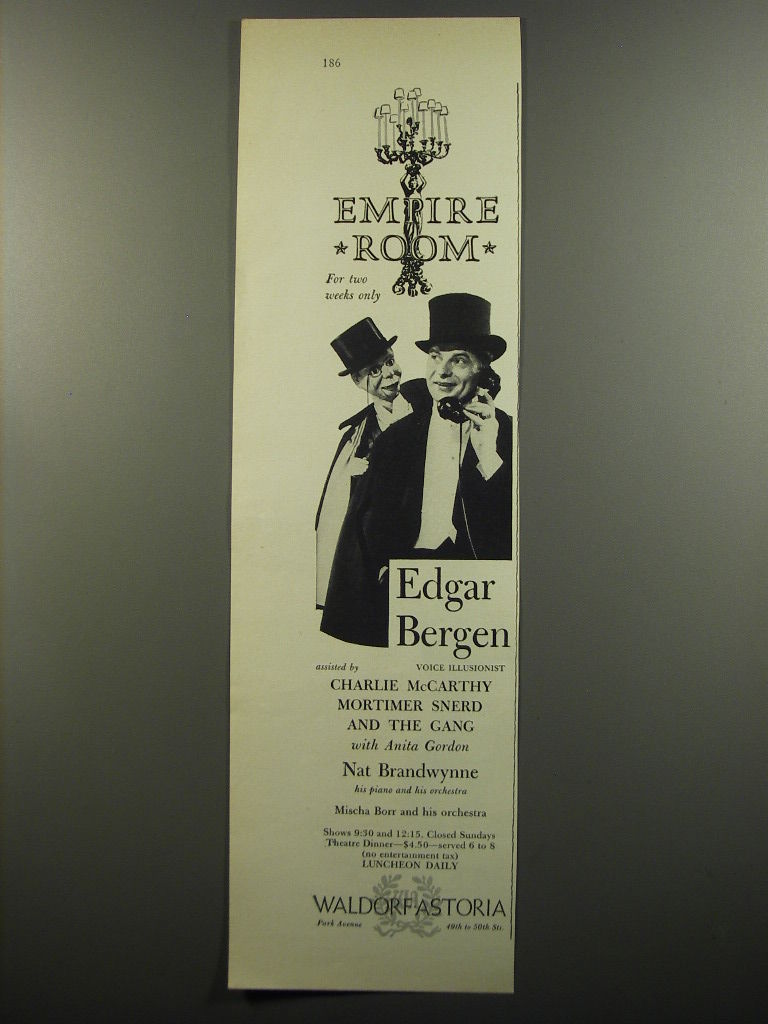 186
EMPIRE
★ROOM★
For two
weeks only
Edgar
Bergen
assisted by VOICE ILLUSIONIST
CHARLIE McCARTHY
MORTIMER SNERD
AND THE GANG
with Anita Gordon
Nat Brandwynne
his piano and his orchestra
Mischa Borr and his orchestra
Shows 9:30 and 12:15. Closed Sundays
Theatre Dinner—$4.50—served 6 to 8
(no entertainment tax)
LUNCHEON DAILY
WALDORF-ASTORIA
Park Avenue 49th to 50th Sts.